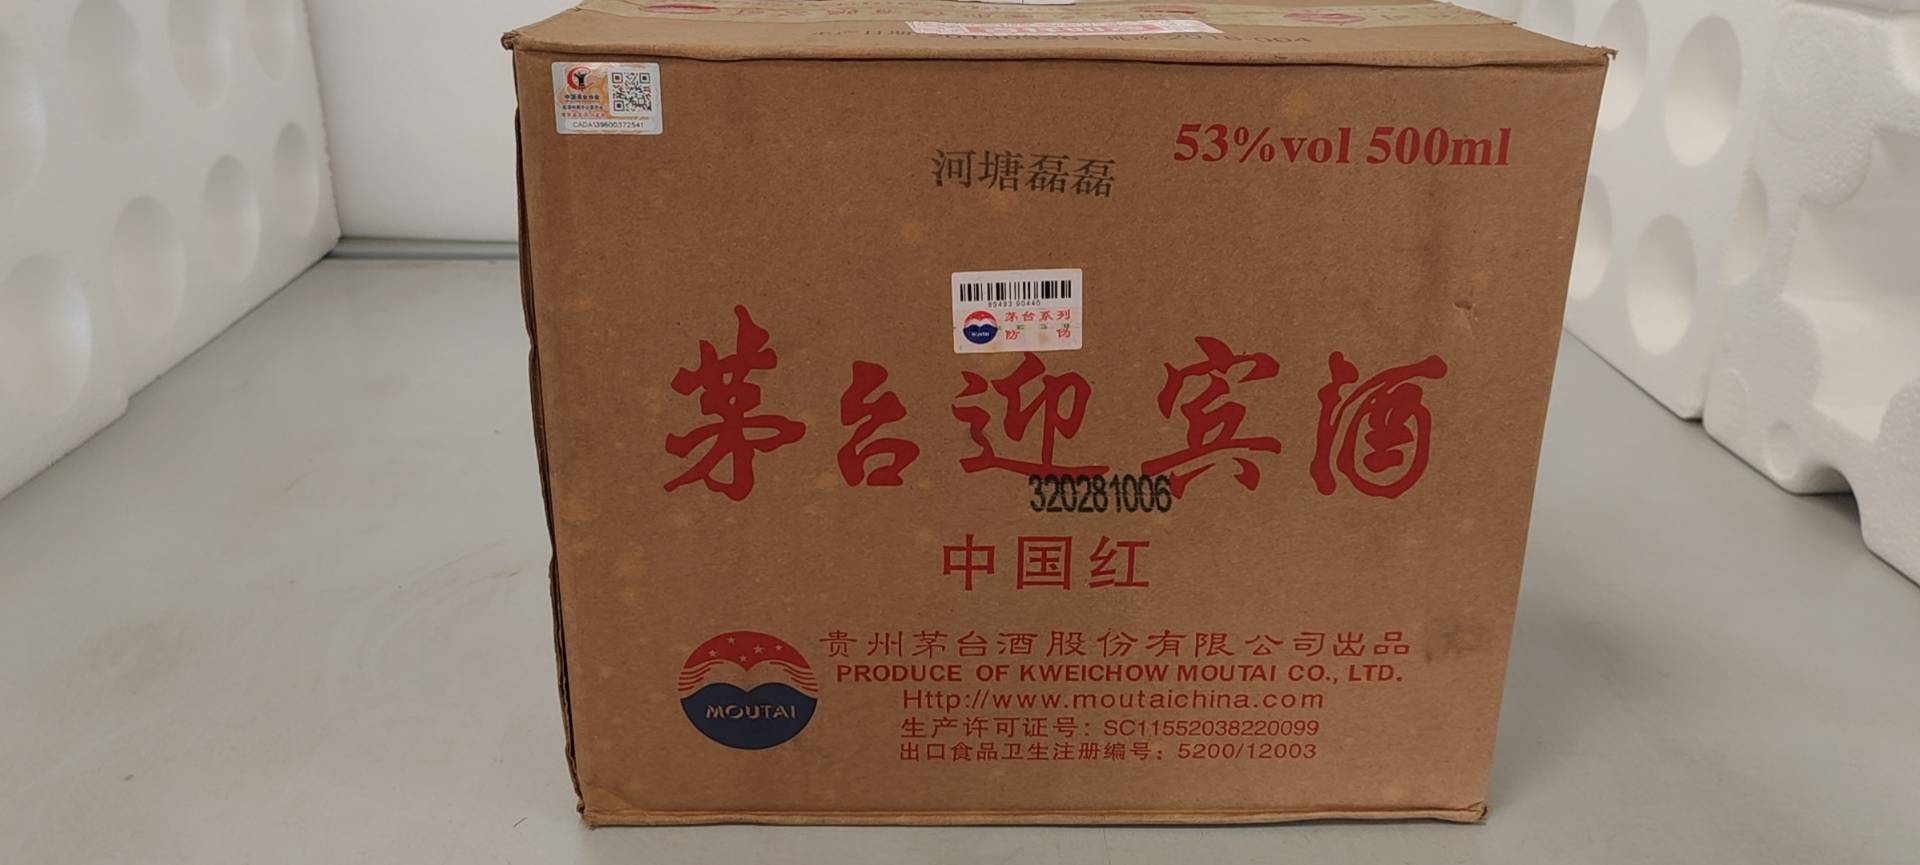 CADA139600372541
53%vol 500ml
河塘磊磊
茅台系列
防伪
茅台迎宾酒
320281006
中国红
贵州茅台酒股份有限公司出品
PRODUCE OF KWEICHOW MOUTAI CO., LTD.
MOUTAI
Http://www.moutaichina.com
生产许可证号：SC11552038220099
出口食品卫生注册编号：5200/12003